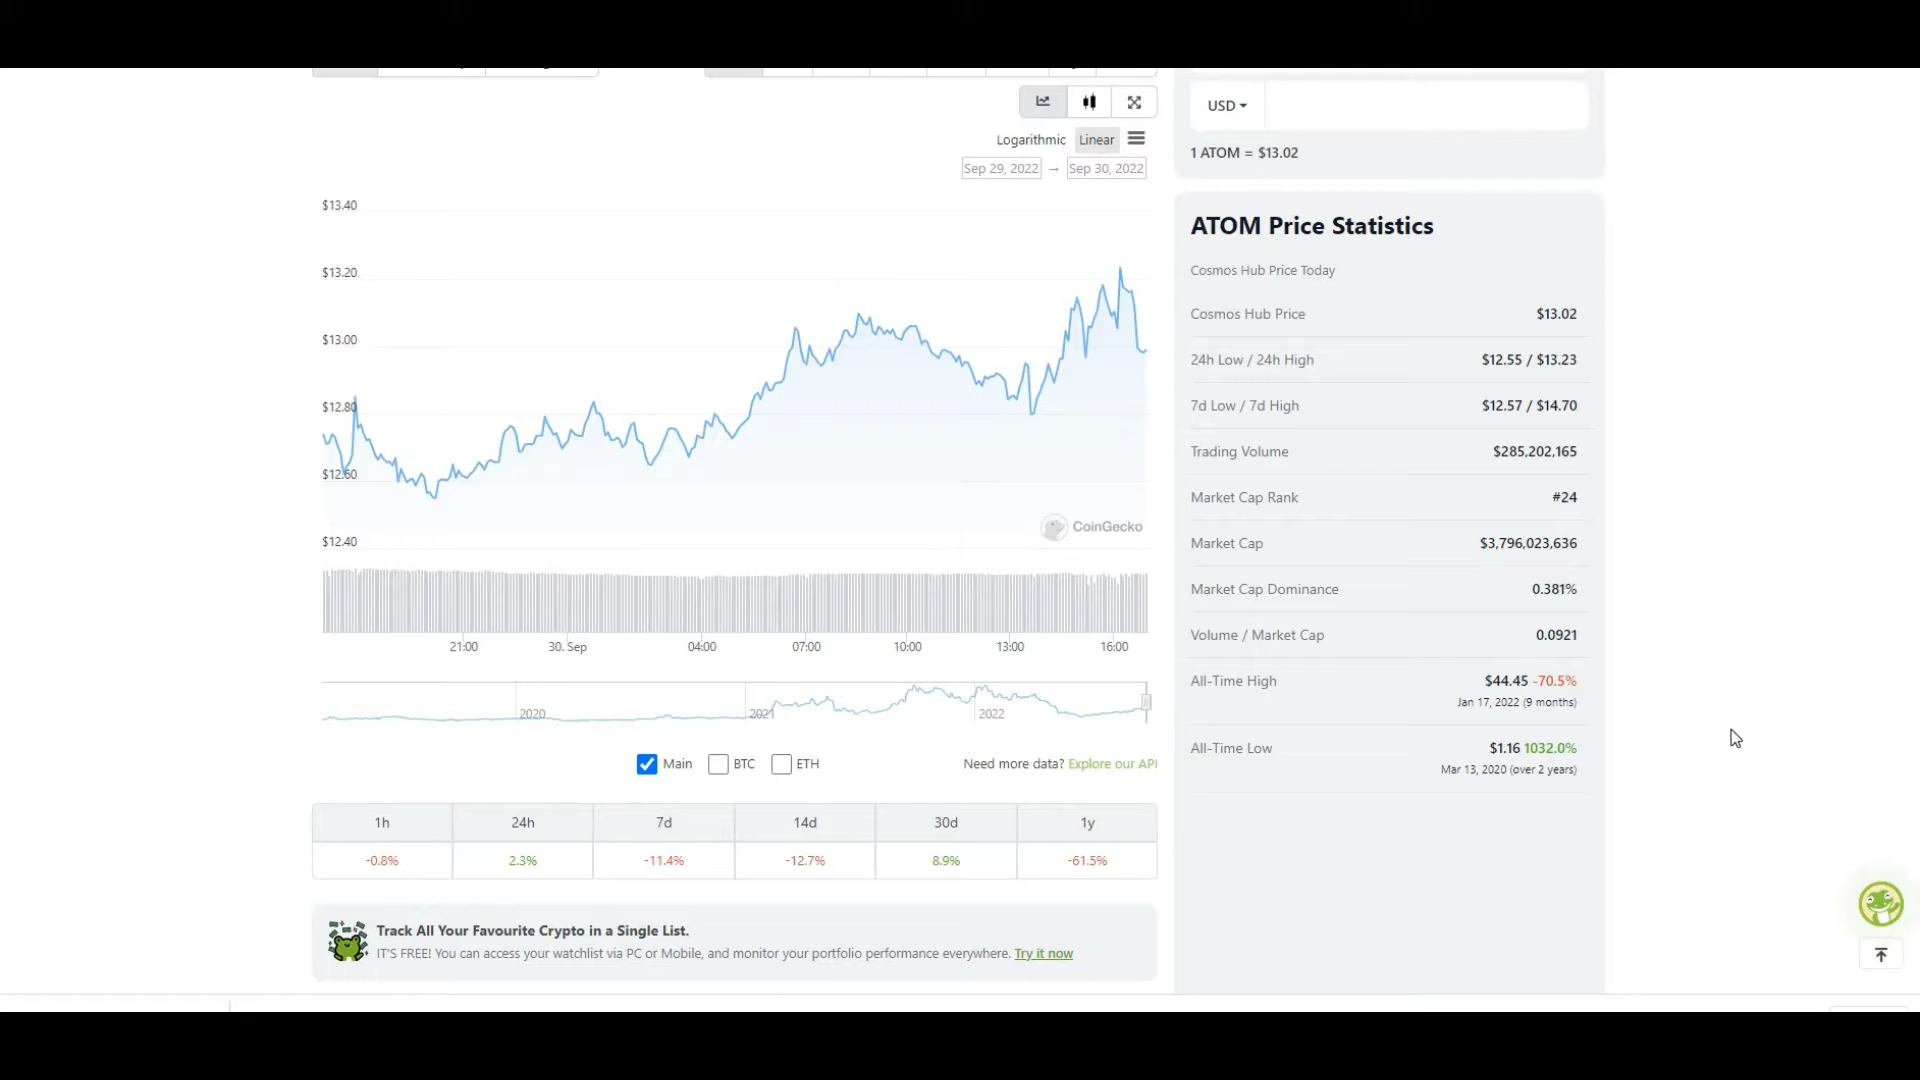 USD
1 ATOM = $13.02
Logarithmic Linear
Sep 29, 2022 → Sep 30, 2022
$13.40
$13.20
$13.00
$12.80
$12.60
$12.40
CoinGecko
21:00 30. Sep 04:00 07:00 10:00 13:00 16:00
2020 2021 2022
Main BTC ETH
Need more data? Explore our API
1h 24h 7d 14d 30d 1y
-0.8% 2.3% -11.4% -12.7% 8.9% -61.5%
Track All Your Favourite Crypto in a Single List.
IT'S FREE! You can access your watchlist via PC or Mobile, and monitor your portfolio performance everywhere. Try it now
ATOM Price Statistics
Cosmos Hub Price Today
Cosmos Hub Price $13.02
24h Low / 24h High $12.55 / $13.23
7d Low / 7d High $12.57 / $14.70
Trading Volume $285,202,165
Market Cap Rank #24
Market Cap $3,796,023,636
Market Cap Dominance 0.381%
Volume / Market Cap 0.0921
All-Time High $44.45 -70.5%
Jan 17, 2022 (9 months)
All-Time Low $1.16 1032.0%
Mar 13, 2020 (over 2 years)